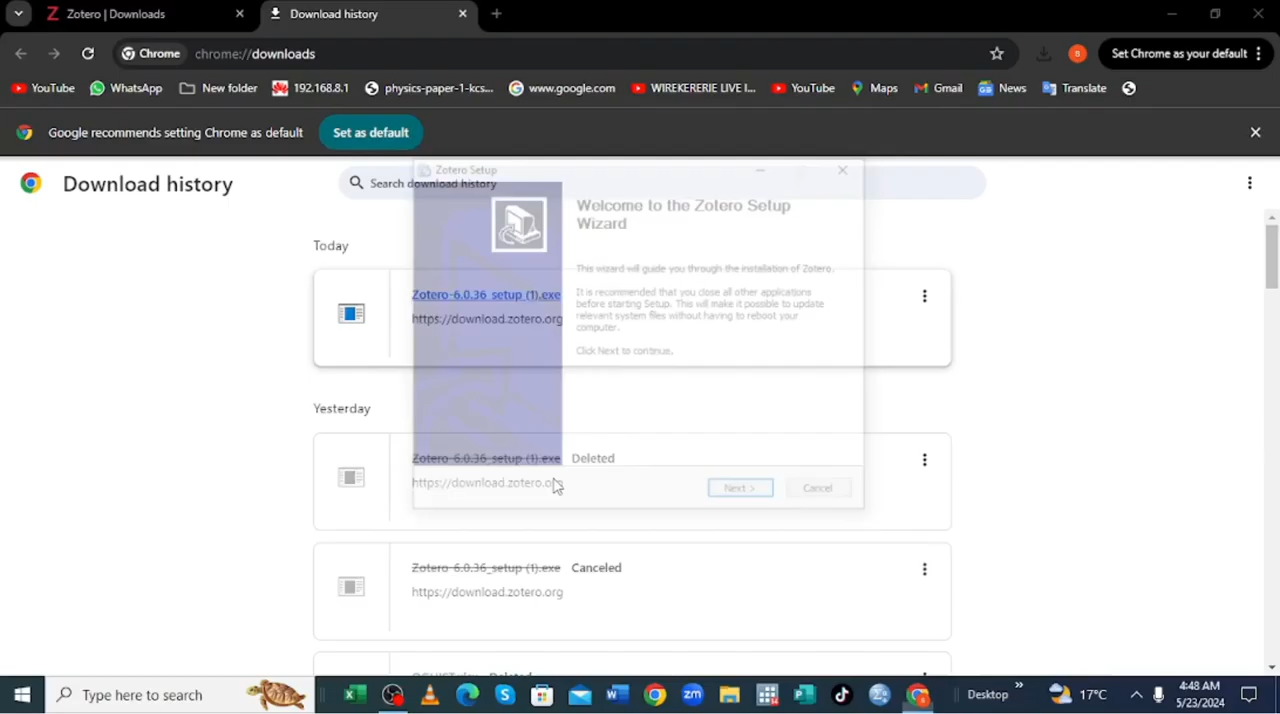 Zotero | Downloads
Download history
Chrome
chrome://downloads
8
Set Chrome as your default
YouTube
WhatsApp
New folder
192.168.8.1
physics-paper-1-kcs...
www.google.com
WIREKERERIE LIVE I...
YouTube
Maps
Gmail
News
Translate
Google recommends setting Chrome as default
Set as default
Download history
Search download history
Zotero Setup
Welcome to the Zotero Setup
Wizard
This wizard will guide you through the installation of Zotero.
It is recommended that you close all other applications
before starting Setup. This will make it possible to update
relevant system files without having to reboot your
computer.
Click Next to continue.
Next >
Cancel
Today
Zotero-6.0.36_setup (1).exe
https://download.zotero.org
Yesterday
Zotero-6.0.36_setup (1).exe
Deleted
https://download.zotero.org
Zotero-6.0.36_setup (1).exe
Canceled
https://download.zotero.org
Type here to search
Desktop
17°C
4:48 AM
5/23/2024